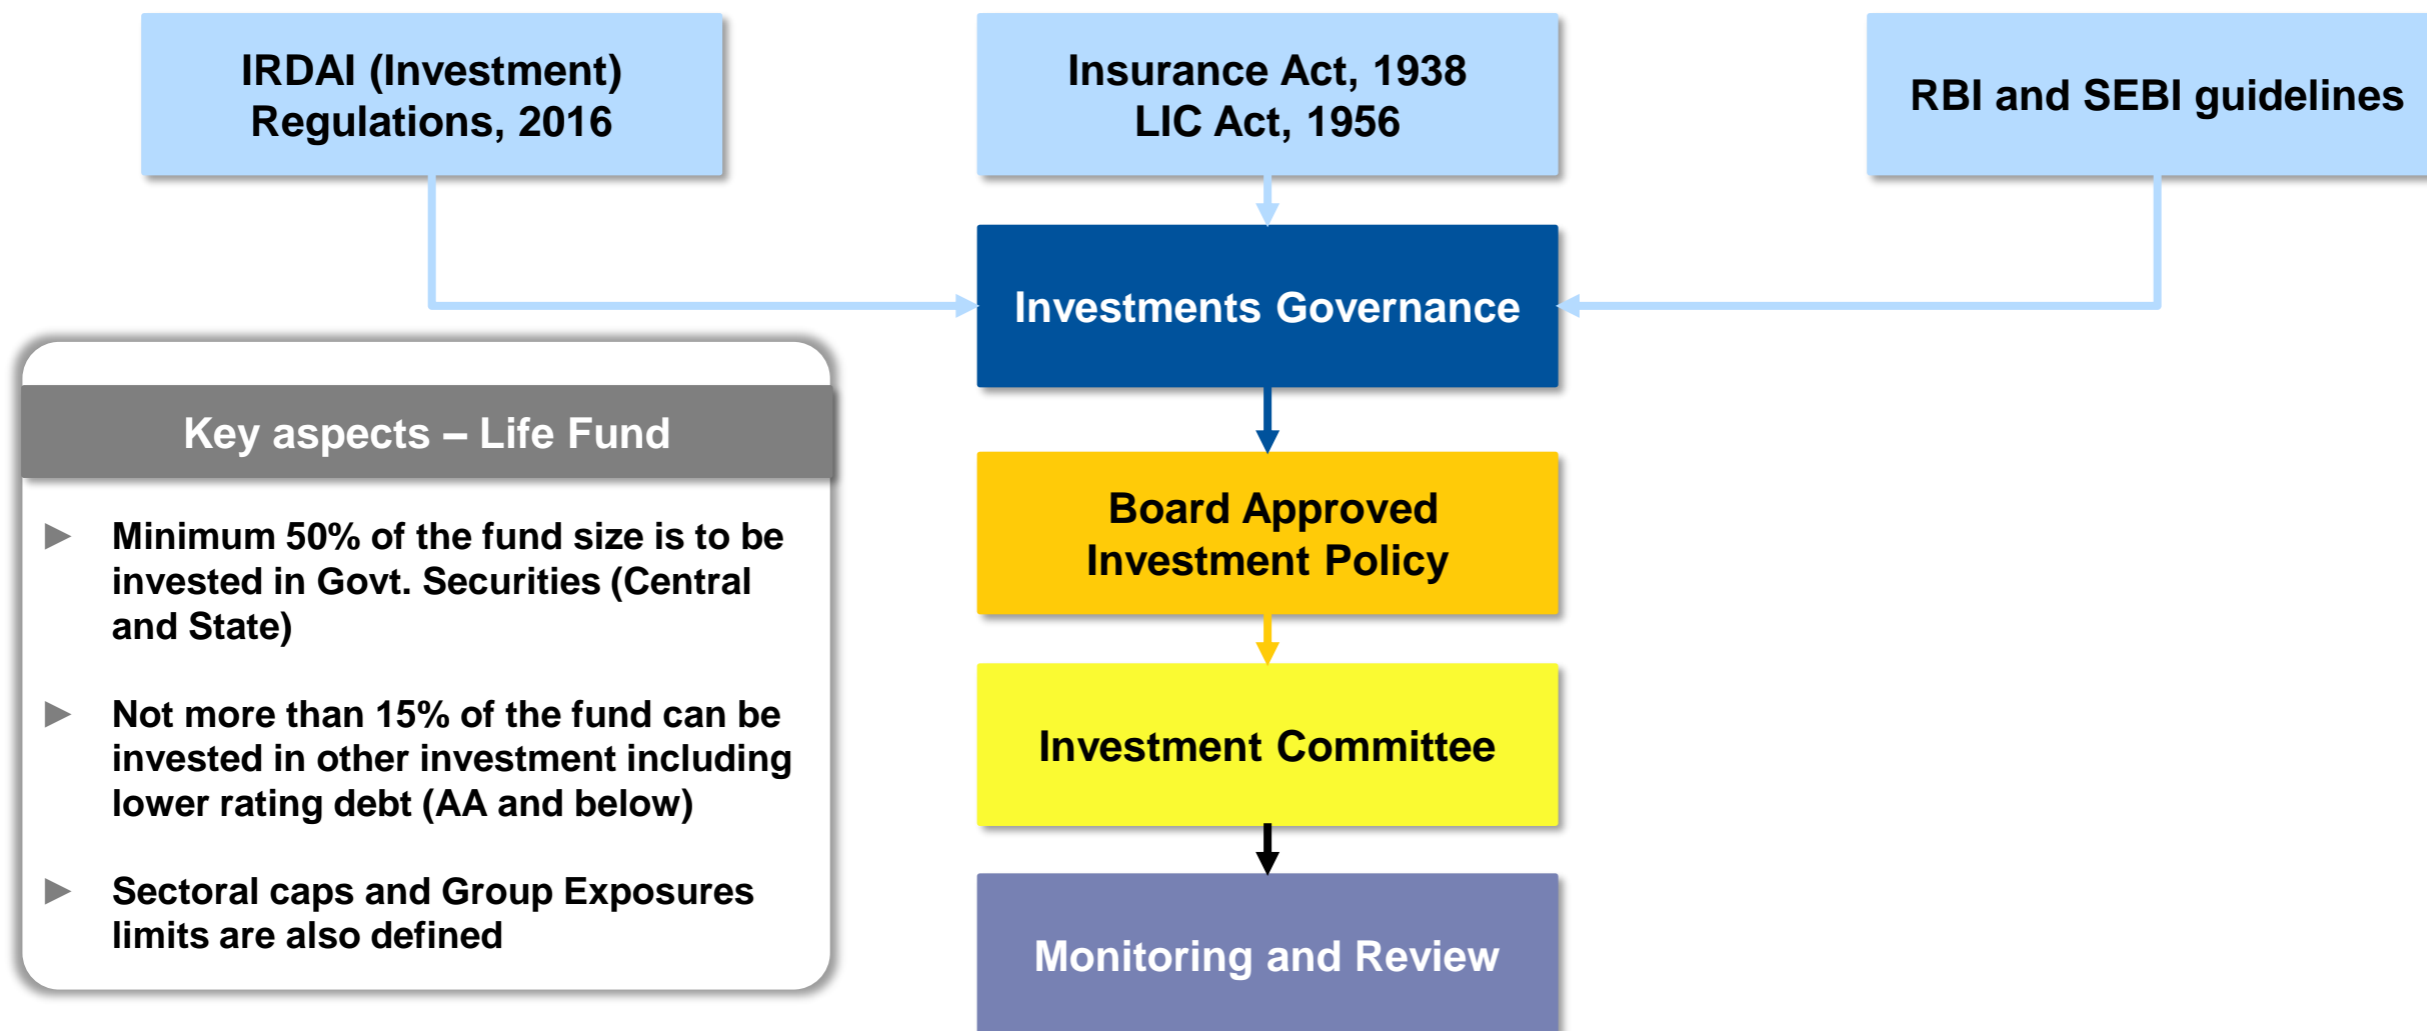 IRDAI (Investment)
Regulations, 2016
Insurance Act, 1938
LIC Act, 1956
RBI and SEBI guidelines
Investments Governance
Key aspects – Life Fund
► Minimum 50% of the fund size is to be
invested in Govt. Securities (Central
and State)
► Not more than 15% of the fund can be
invested in other investment including
lower rating debt (AA and below)
► Sectoral caps and Group Exposures
limits are also defined
Board Approved
Investment Policy
Investment Committee
Monitoring and Review